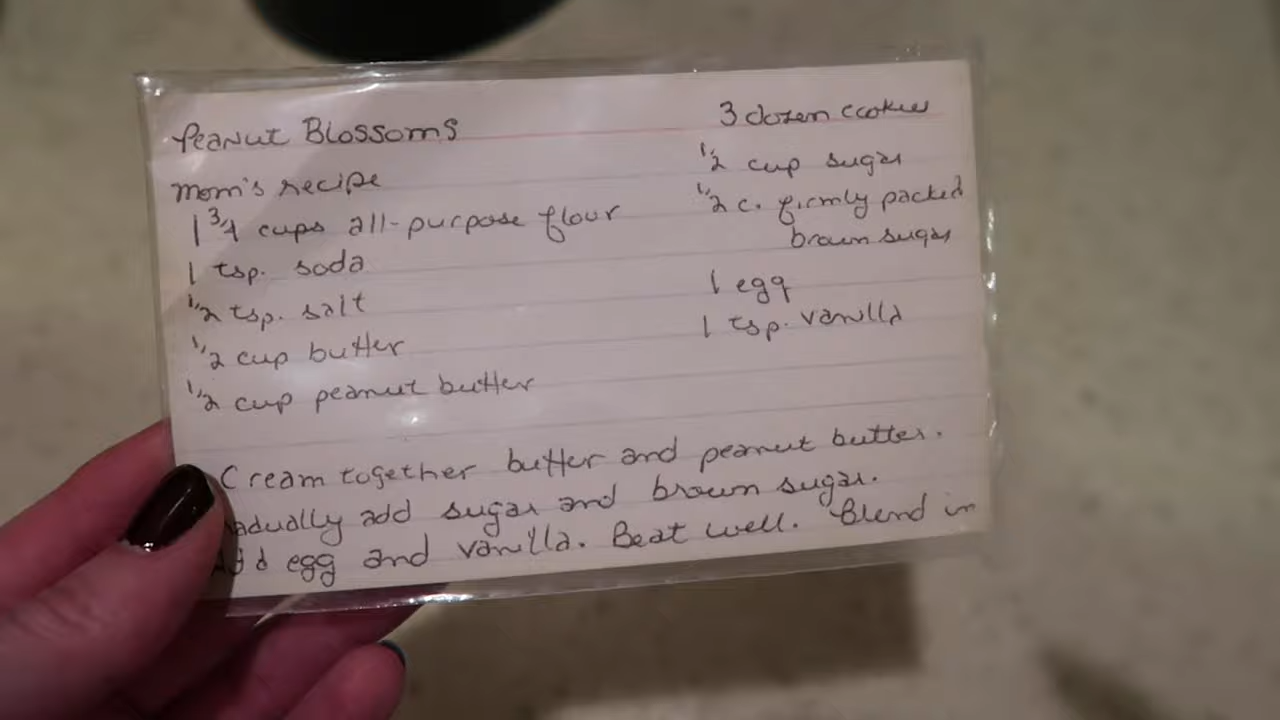 Peanut Blossoms
3 dozen cookies
Mom's recipe
1 3/4 cups all-purpose flour
1 tsp. soda
1/2 tsp. salt
1/2 cup butter
1/2 cup peanut butter
1/2 cup sugar
1/2 c. firmly packed
brown sugar
1 egg
1 tsp. vanilla
Cream together butter and peanut butter.
adually add sugar and brown sugar.
dd egg and vanilla. Beat well. Blend in